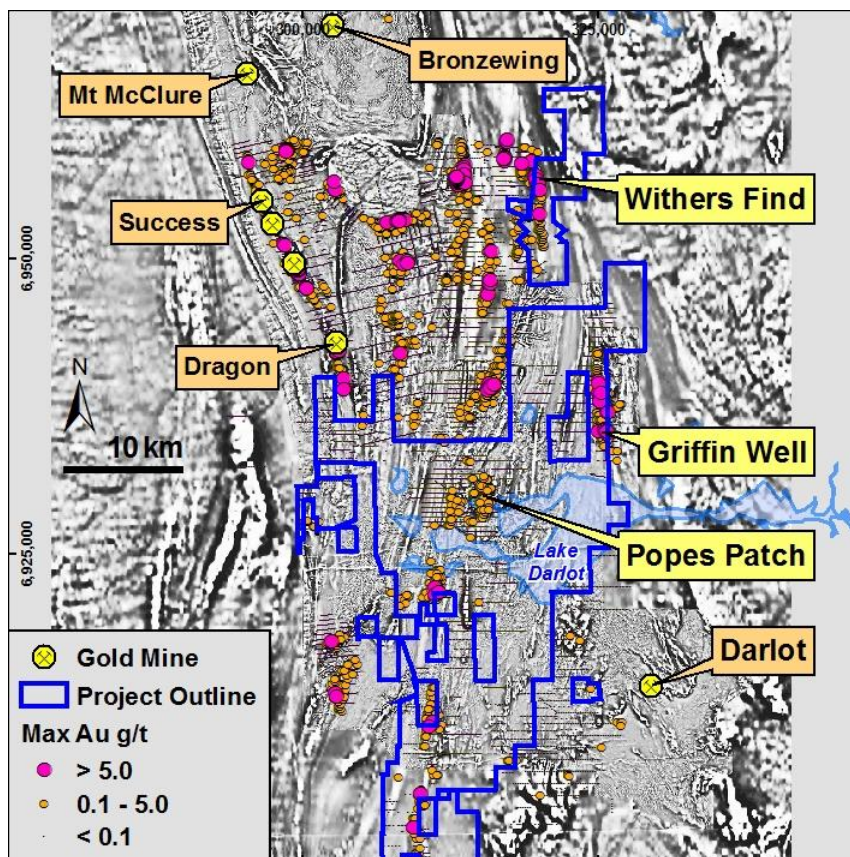 300,000
325,000
Bronzewing
Mt McClure
Withers Find
Success
6,950,000
Dragon
N
10 km
Griffin Well
Popes Patch
6,925,000
Lake
Darlot
Darlot
Gold Mine
Project Outline
Max Au g/t
> 5.0
0.1 - 5.0
< 0.1